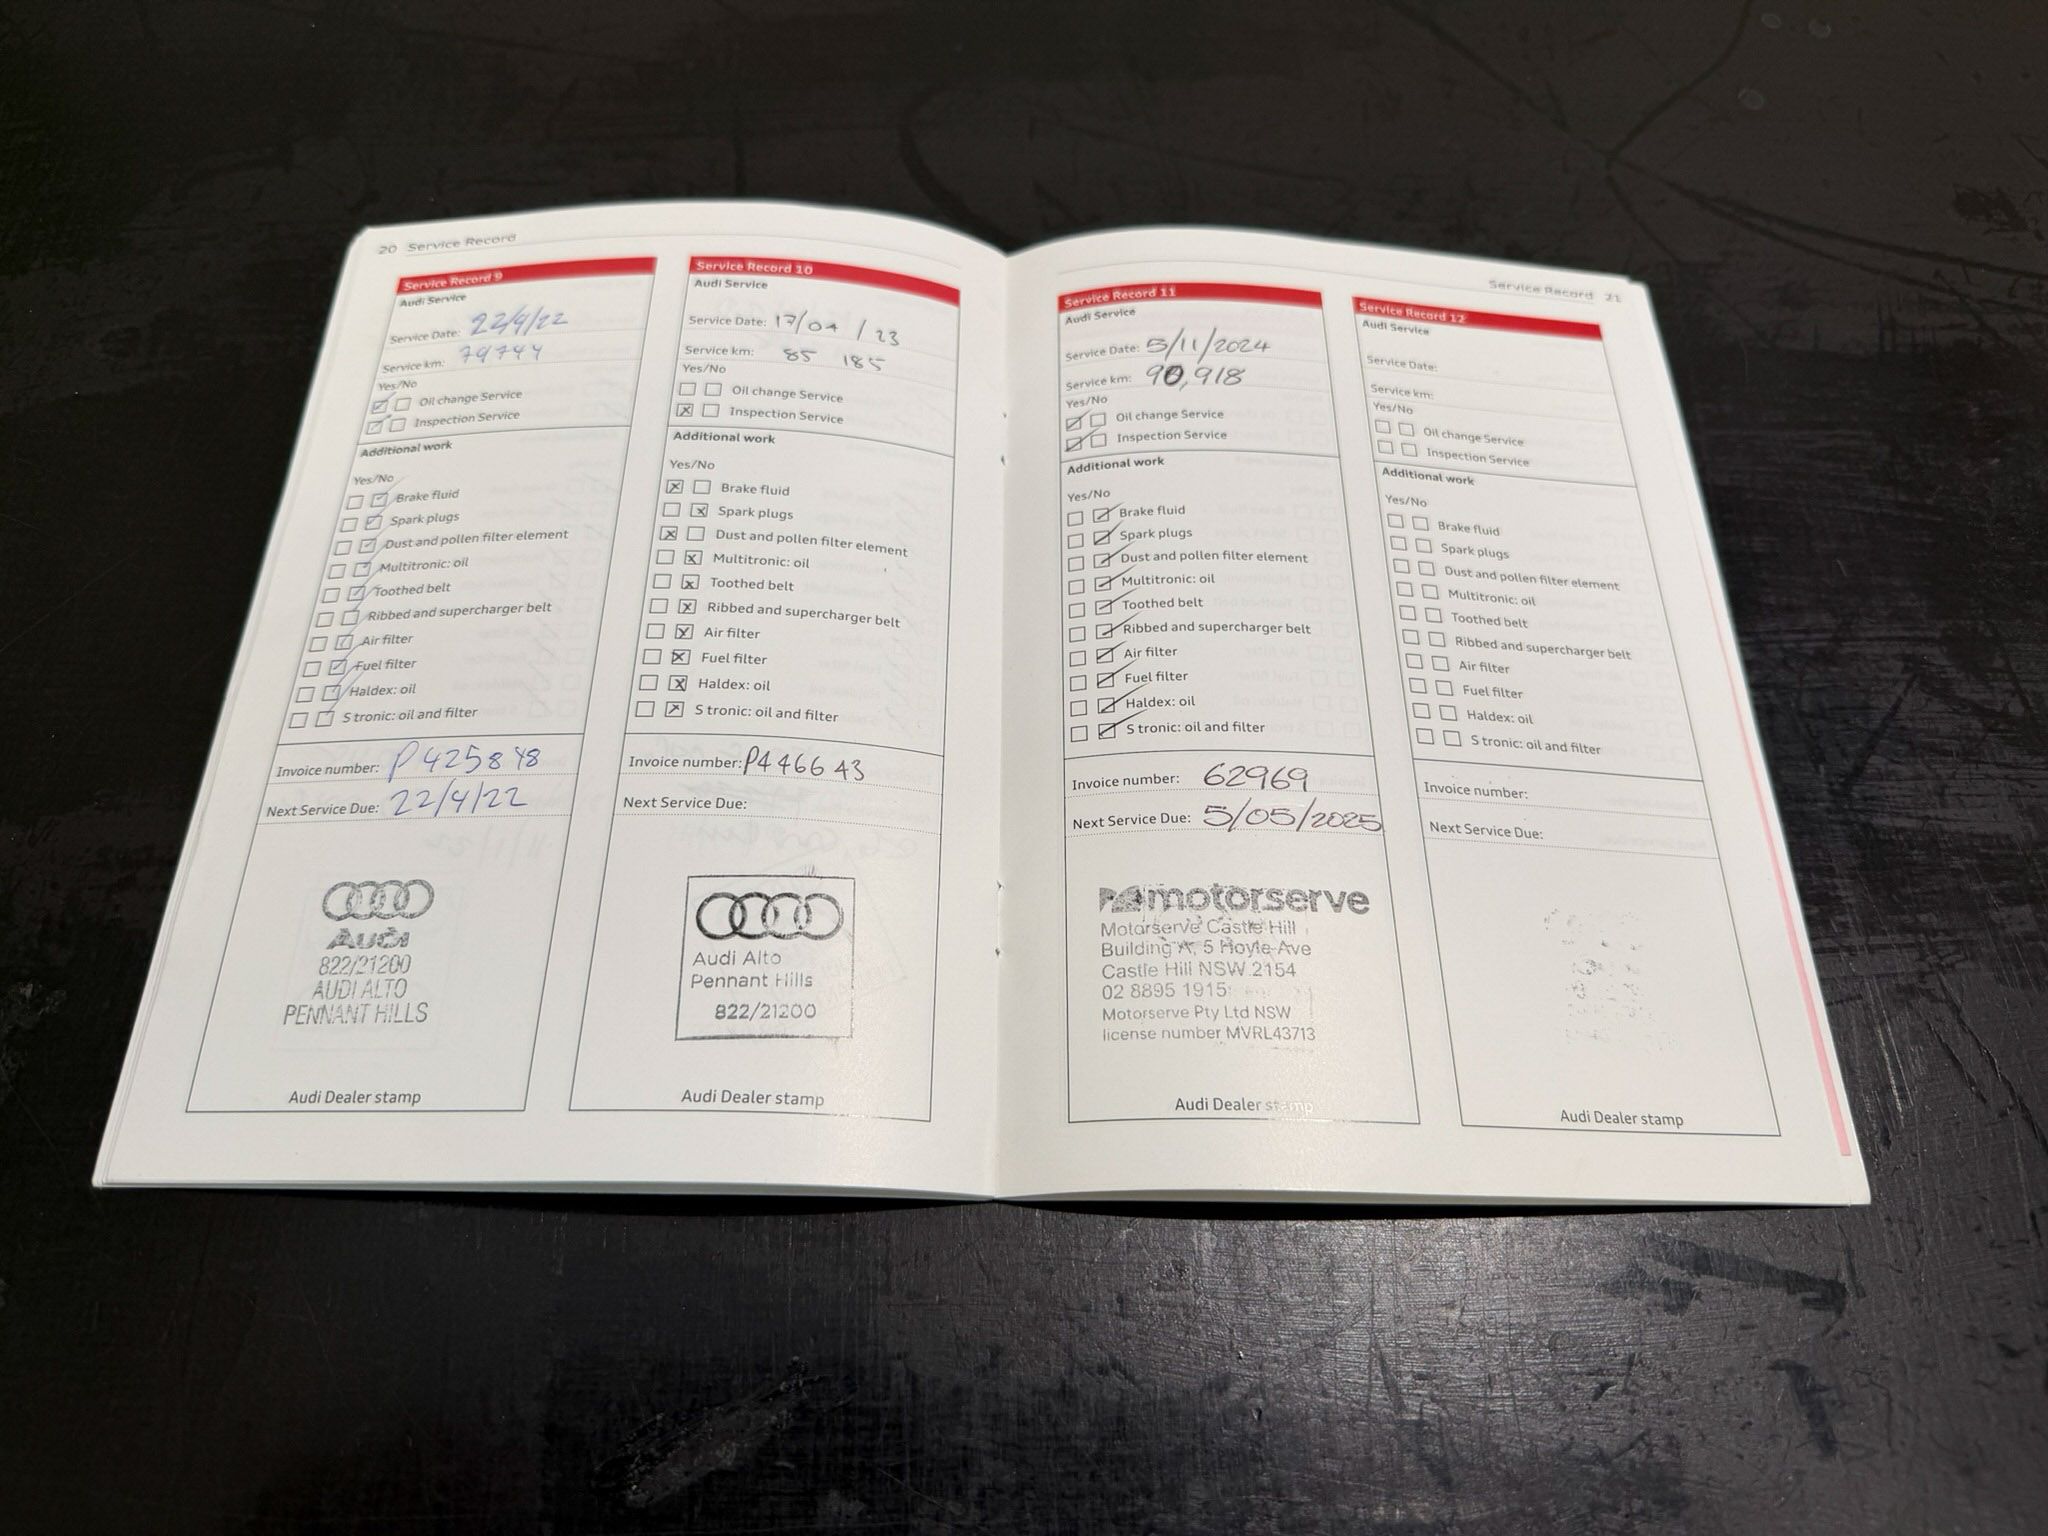 20 Service Record
Service Record 9
Audi Service
Service Date: 22/9/22
Service km: 79744
Yes/No
Oil change Service
Inspection Service
Additional work
Yes/No
Brake fluid
Spark plugs
Dust and pollen filter element
Multitronic: oil
Toothed belt
Ribbed and supercharger belt
Air filter
Fuel filter
Haldex: oil
S tronic: oil and filter
Invoice number: P425848
Next Service Due: 22/4/22
Audi
822/21200
AUDI ALTO
PENNANT HILLS
Audi Dealer stamp
Service Record 10
Audi Service
Service Date: 17/04/23
Service km: 85 185
Yes/No
Oil change Service
Inspection Service
Additional work
Yes/No
Brake fluid
Spark plugs
Dust and pollen filter element
Multitronic: oil
Toothed belt
Ribbed and supercharger belt
Air filter
Fuel filter
Haldex: oil
S tronic: oil and filter
Invoice number: P446643
Next Service Due:
Audi Alto
Pennant Hills
822/21200
Audi Dealer stamp
Service Record 21
Service Record 11
Audi Service
Service Date: 5/11/2024
Service km: 90,918
Yes/No
Oil change Service
Inspection Service
Additional work
Yes/No
Brake fluid
Spark plugs
Dust and pollen filter element
Multitronic: oil
Toothed belt
Ribbed and supercharger belt
Air filter
Fuel filter
Haldex: oil
S tronic: oil and filter
Invoice number: 62969
Next Service Due: 5/05/2025
motorserve
Motorserve Castle Hill
Building A, 5 Hoyle Ave
Castle Hill NSW 2154
02 8895 1915
Motorserve Pty Ltd NSW
license number MVRL43713
Audi Dealer stamp
Service Record 12
Audi Service
Service Date:
Service km:
Yes/No
Oil change Service
Inspection Service
Additional work
Yes/No
Brake fluid
Spark plugs
Dust and pollen filter element
Multitronic: oil
Toothed belt
Ribbed and supercharger belt
Air filter
Fuel filter
Haldex: oil
S tronic: oil and filter
Invoice number:
Next Service Due:
Audi Dealer stamp